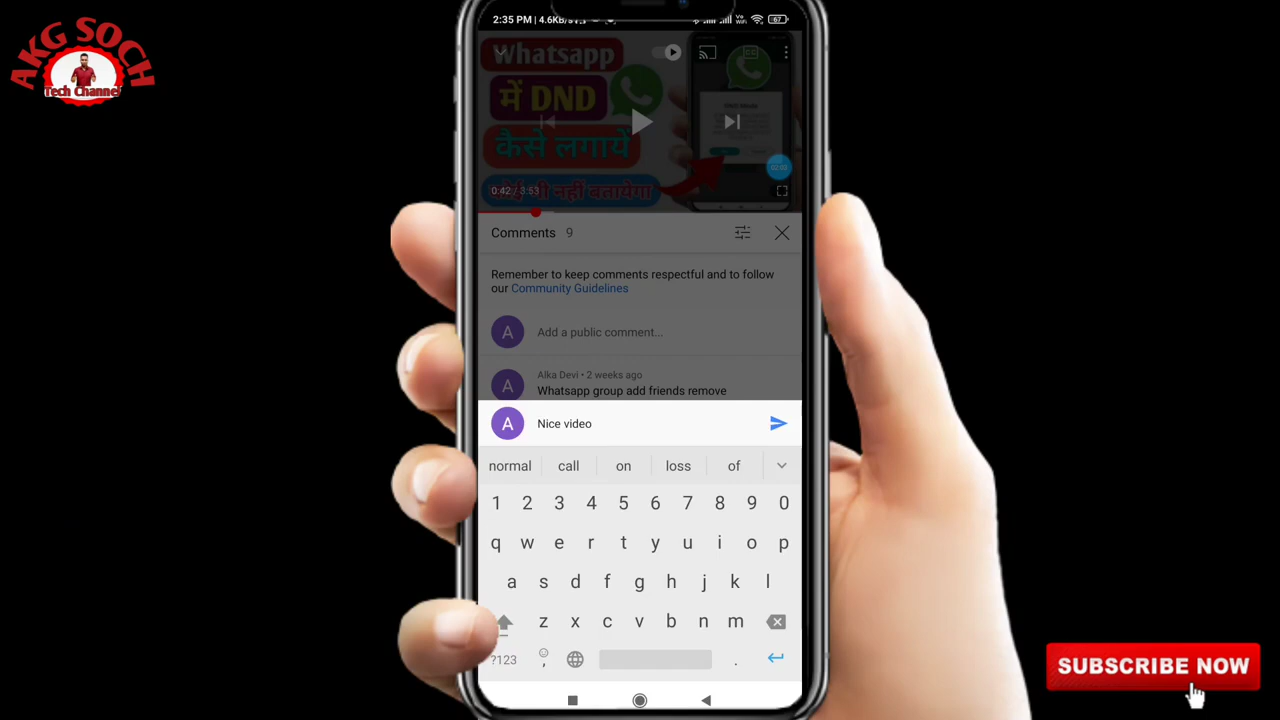 AKG SOCH
Tech Channel
2:35 PM | 4.6KB/s
67
Whatsapp
में DND
कैसे लगायें
कोई भी नहीं बतायेगा
0:42 / 3:53
Comments 9
Remember to keep comments respectful and to follow
our Community Guidelines
A Add a public comment...
Alka Devi • 2 weeks ago
A Whatsapp group add friends remove
A Nice video
normal call on loss of
1 2 3 4 5 6 7 8 9 0
q w e r t y u i o p
a s d f g h j k l
z x c v b n m
?123 , .
SUBSCRIBE NOW